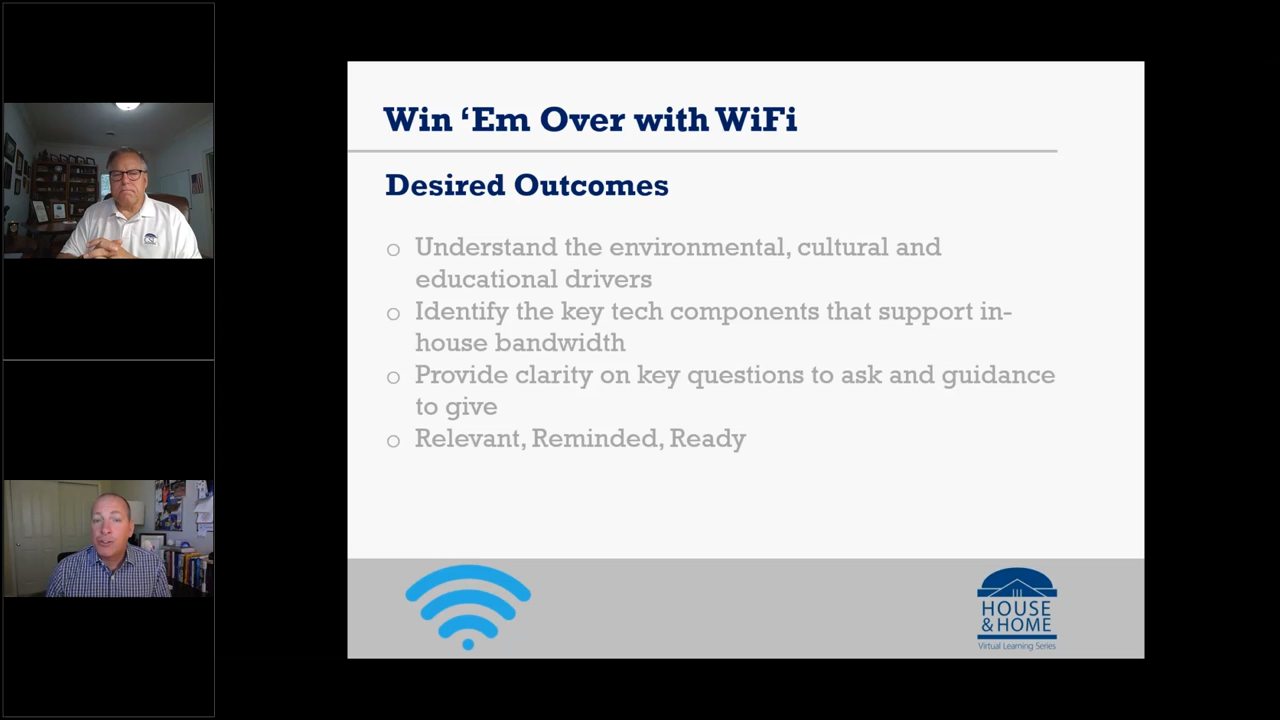 Win ‘Em Over with WiFi
Desired Outcomes
o Understand the environmental, cultural and
educational drivers
o Identify the key tech components that support in-
house bandwidth
o Provide clarity on key questions to ask and guidance
to give
o Relevant, Reminded, Ready
HOUSE
& HOME
Virtual Learning Series